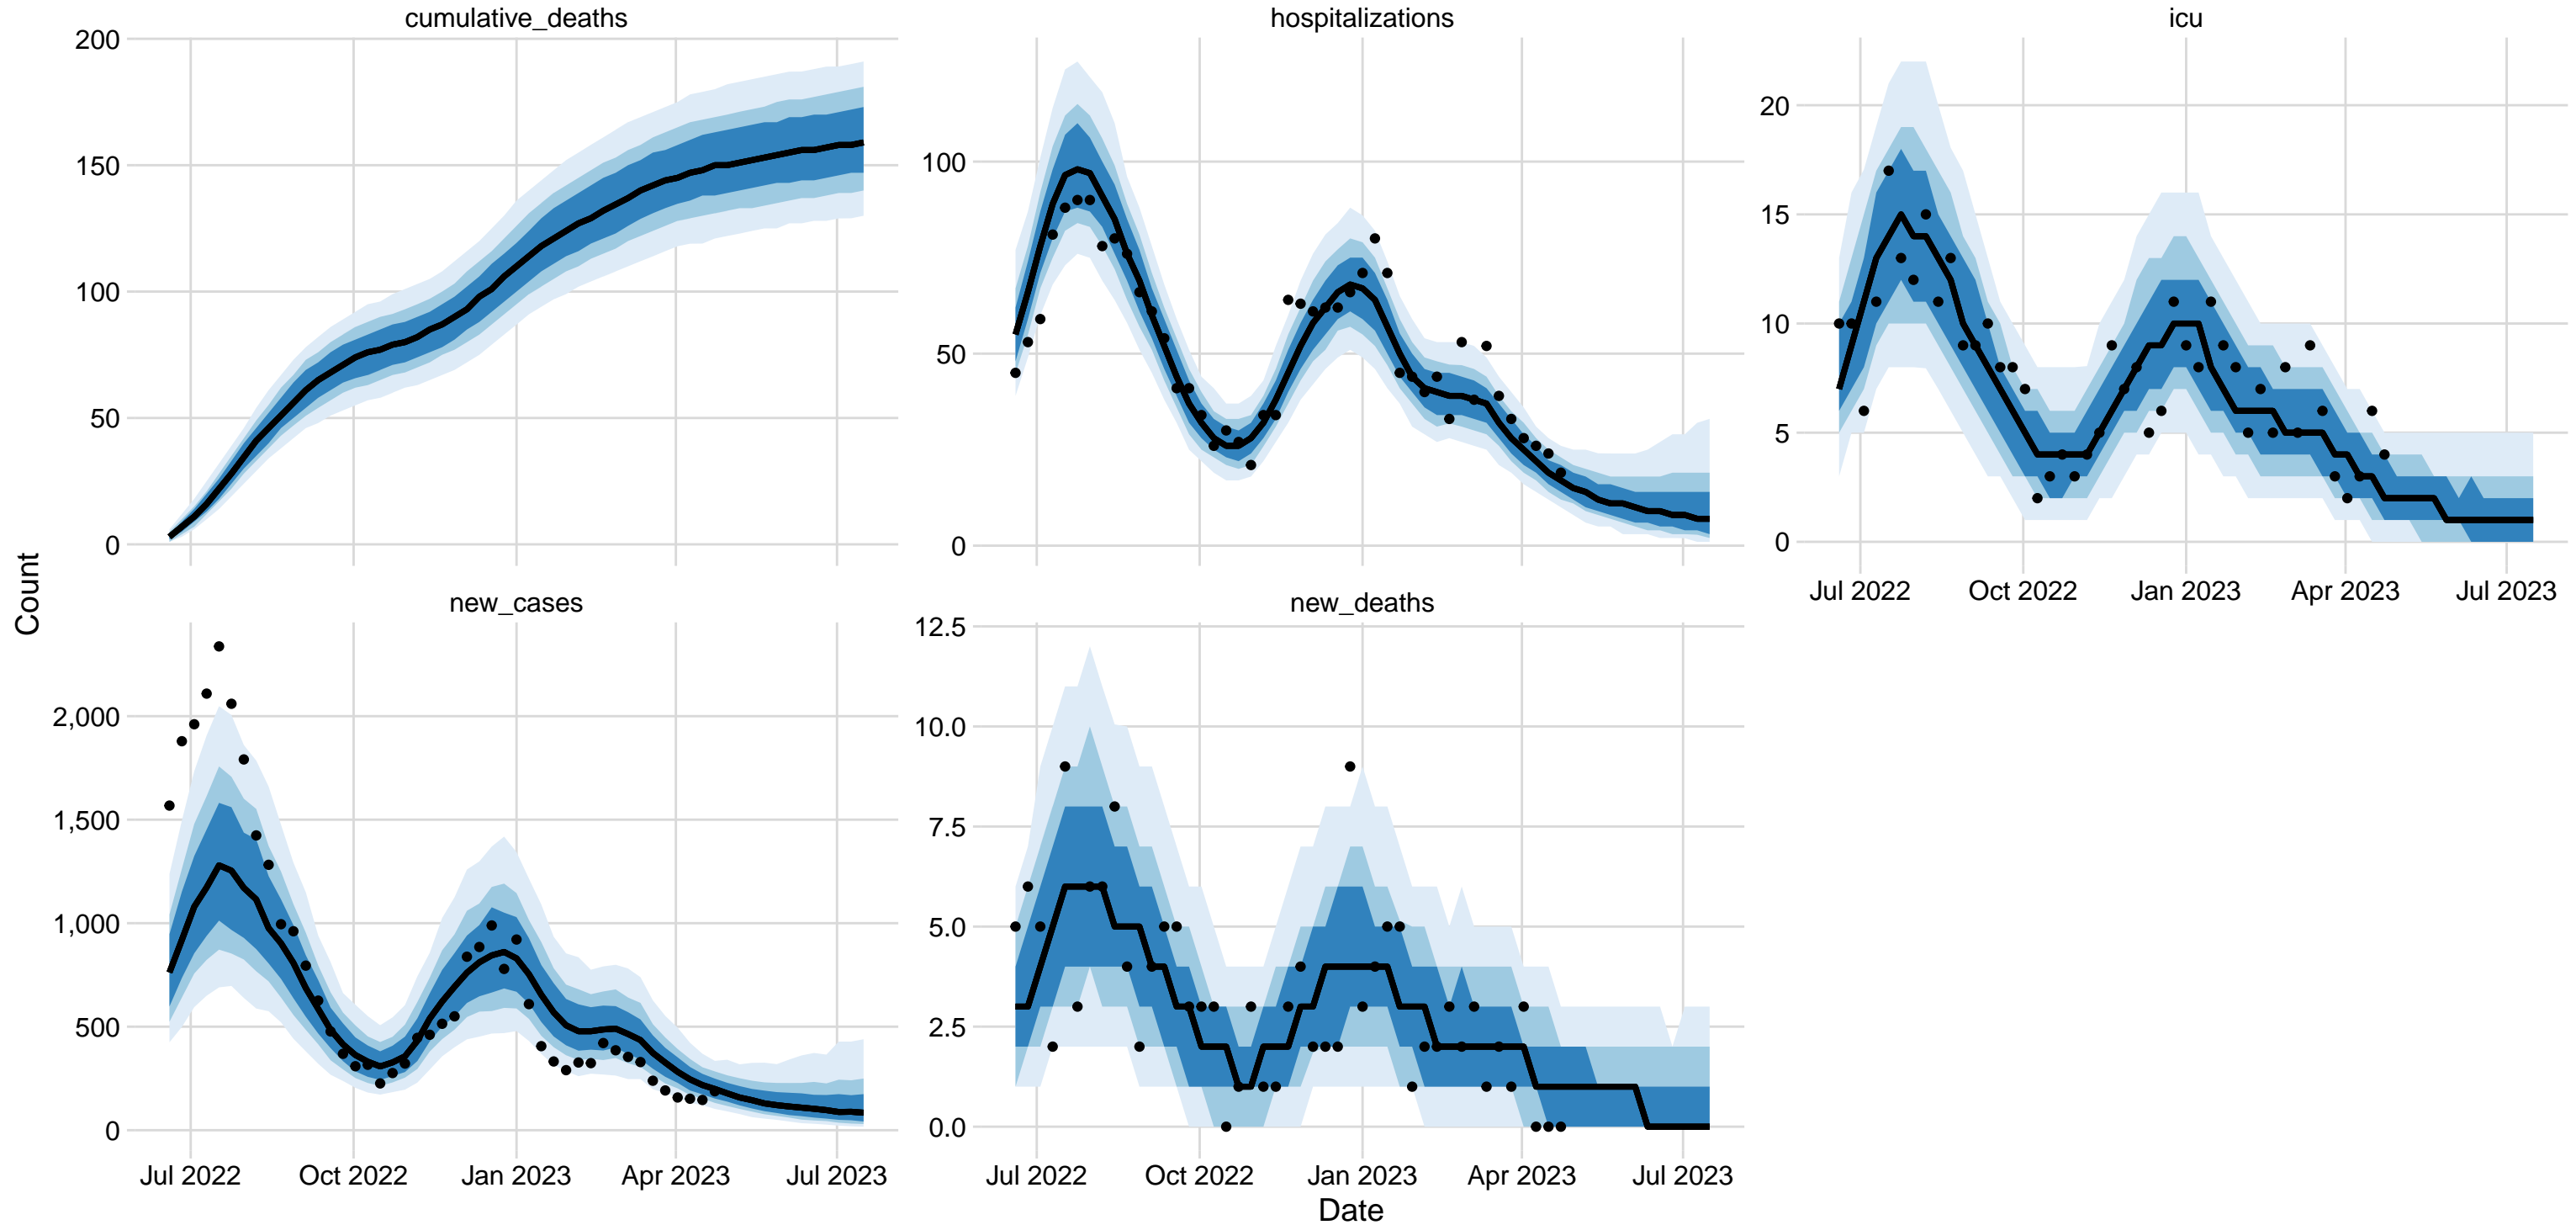 cumulative_deaths
hospitalizations
icu
200
150
100
50
0
100
50
0
20
15
10
5
0
Jul 2022 Oct 2022 Jan 2023 Apr 2023 Jul 2023
Count
new_cases
new_deaths
2,000
1,500
1,000
500
0
12.5
10.0
7.5
5.0
2.5
0.0
Jul 2022 Oct 2022 Jan 2023 Apr 2023 Jul 2023
Jul 2022 Oct 2022 Jan 2023 Apr 2023 Jul 2023
Date